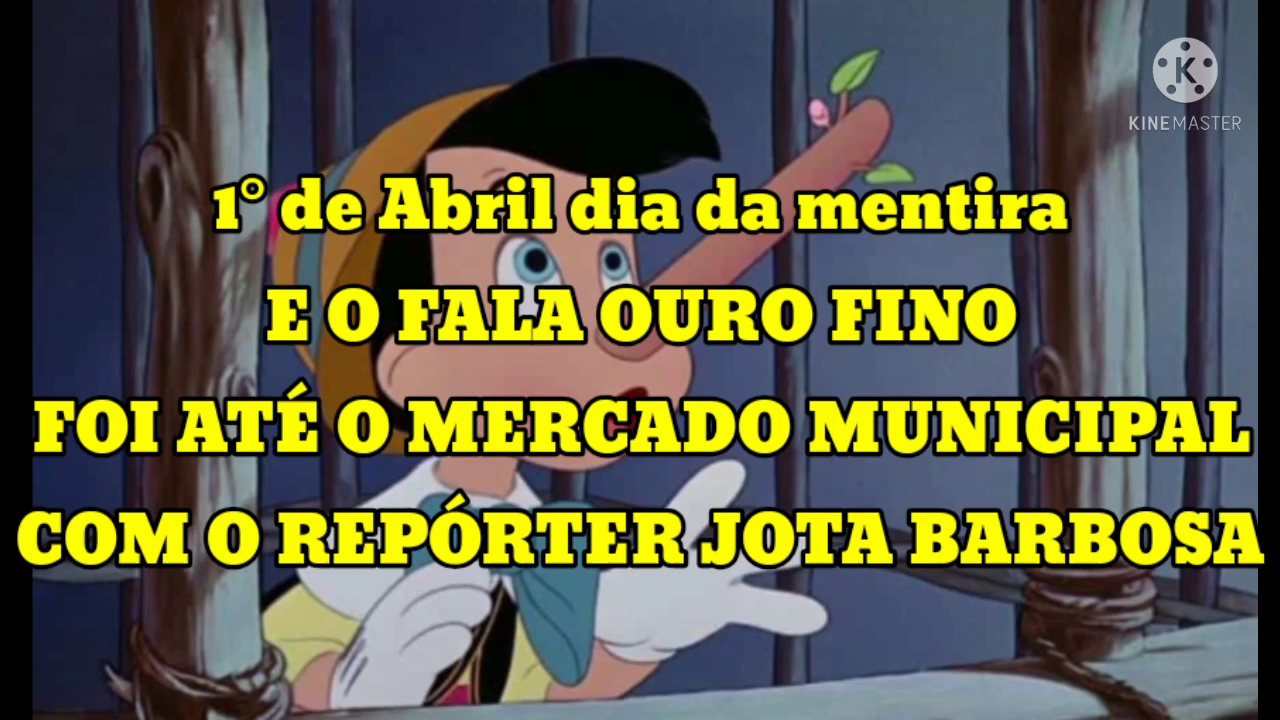 KINEMASTER
1° de Abril dia da mentira
E O FALA OURO FINO
FOI ATÉ O MERCADO MUNICIPAL
COM O REPÓRTER JOTA BARBOSA